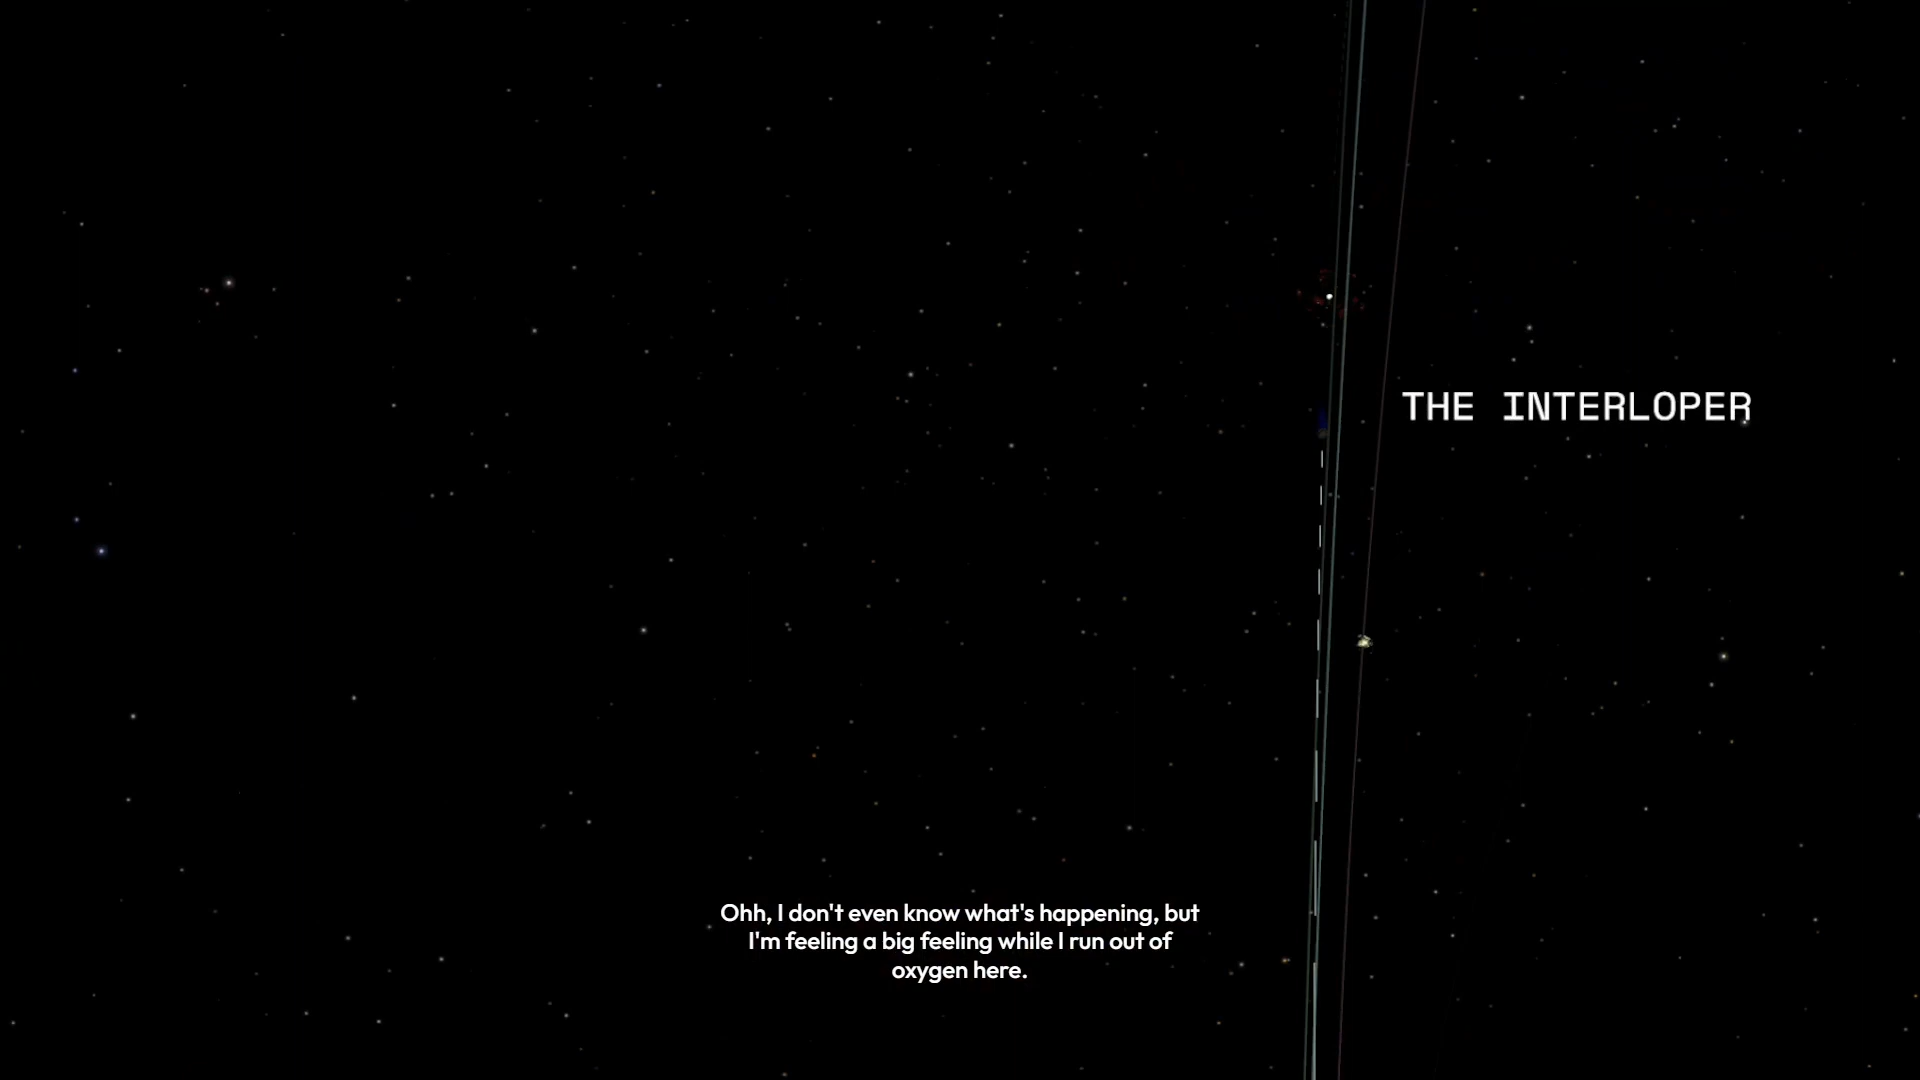 THE INTERLOPER
Ohh, I don't even know what's happening, but
I'm feeling a big feeling while I run out of
oxygen here.